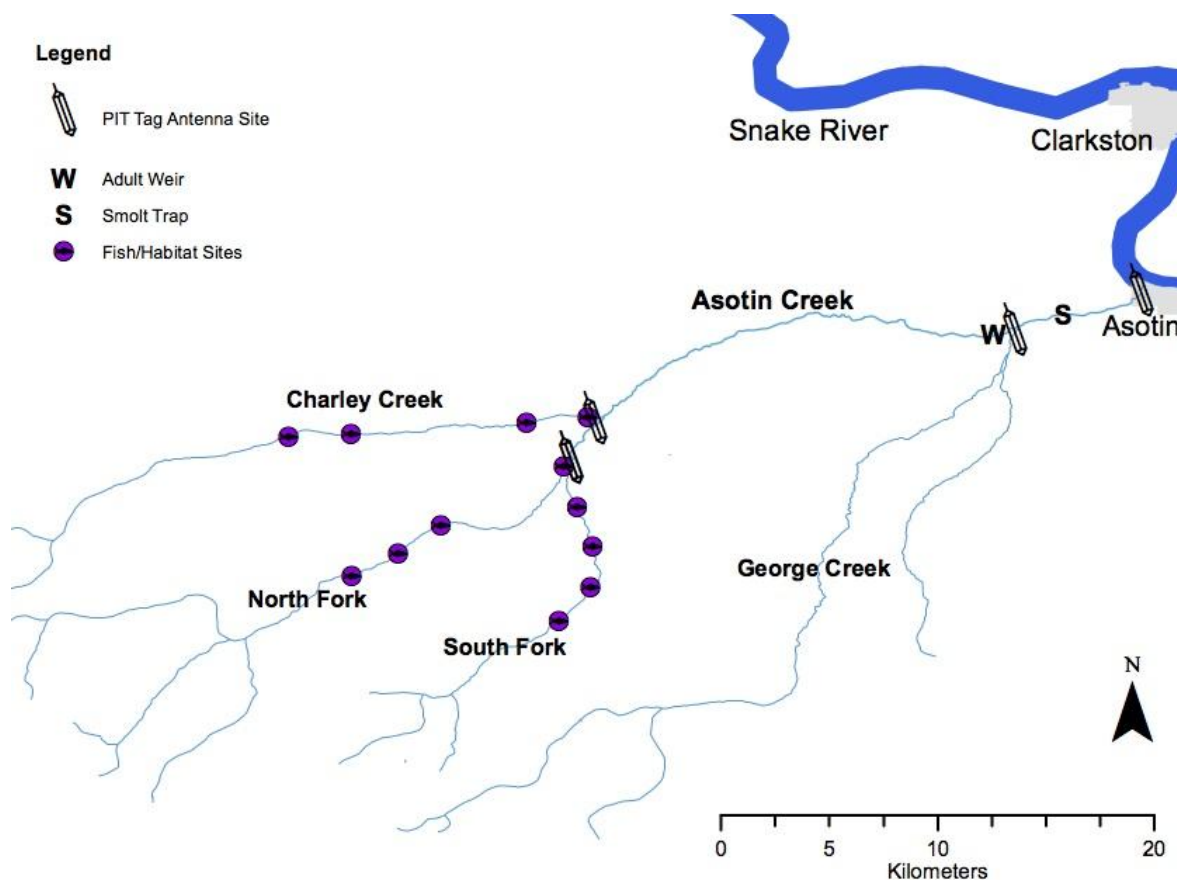 Legend
PIT Tag Antenna Site
W Adult Weir
S Smolt Trap
Fish/Habitat Sites
Snake River
Clarkston
Asotin Creek
W
S
Asotin
Charley Creek
North Fork
South Fork
George Creek
N
0 5 10 20
Kilometers